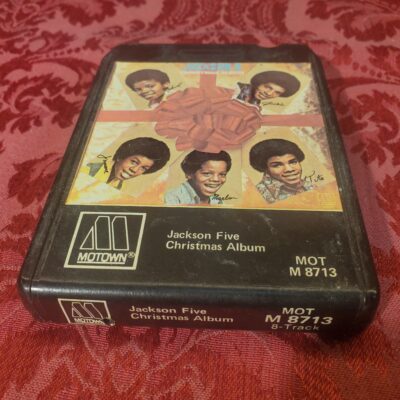 MOTOWN®
Jackson Five
Christmas Album
MOT
M 8713
MOTOWN®
Jackson Five
Christmas Album
MOT
M 8713
8-Track